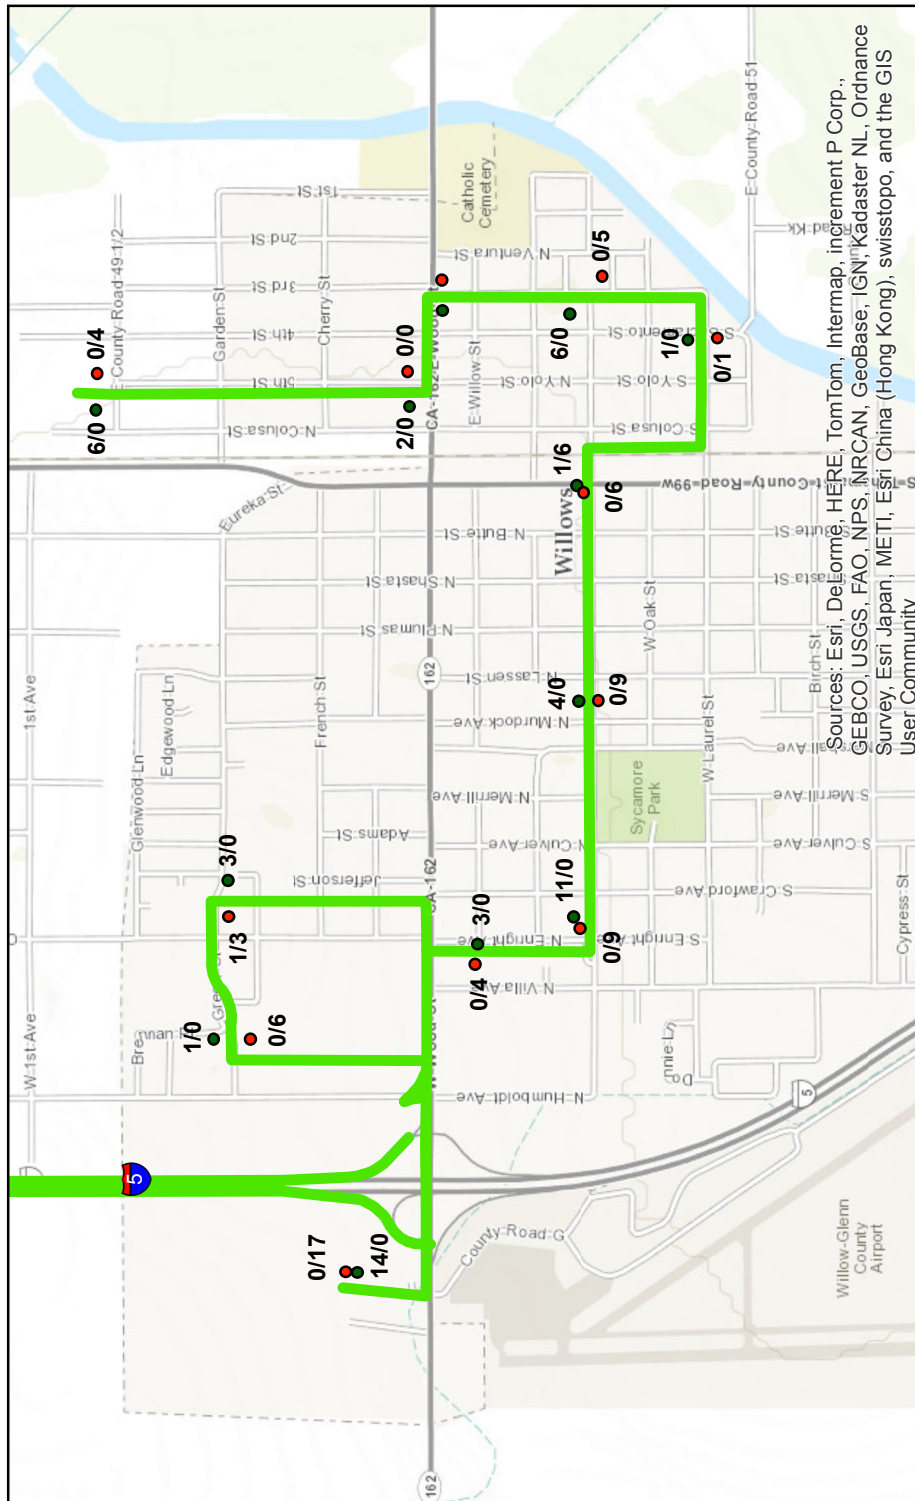 0/4
6/0
0/0
2/0
0/5
6/0
1/0
0/1
1/6
0/6
4/0
0/9
11/0
0/9
3/0
0/4
3/0
1/3
1/0
0/6
0/17
14/0
E County Road 49 1/2
1st St
2nd St
3rd St
4th St
5th St
Garden St
Cherry St
N Colusa St
Catholic
Cemetery
N Ventura St
E Willow St
N Yolo St
S Yolo St
S Sacramento St
S Colusa St
E County Road 51
Eureka St
N Butte St
N Shasta St
N Plumas St
N Lassen St
N Murdock Ave
N Merrill Ave
N Culver Ave
N Enright Ave
N Villa Av
N Humboldt Ave
Willows
W Oak St
W Laurel St
Birch St
Sycamore
Park
S Merrill Ave
S Culver Ave
S Crawford Ave
S Enright Ave
Cypress St
1st Ave
W 1st Ave
Edgewood Ln
Glenwood Ln
French St
Adams St
Jefferson St
CA-162
162
162
5
5
County Road G
Willow-Glenn
County
Airport
Sources: Esri, DeLorme, HERE, TomTom, Intermap, increment P Corp.,
GEBCO, USGS, FAO, NPS, NRCAN, GeoBase, IGN, Kadaster NL, Ordnance
Survey, Esri Japan, METI, Esri China (Hong Kong), swisstopo, and the GIS
User Community